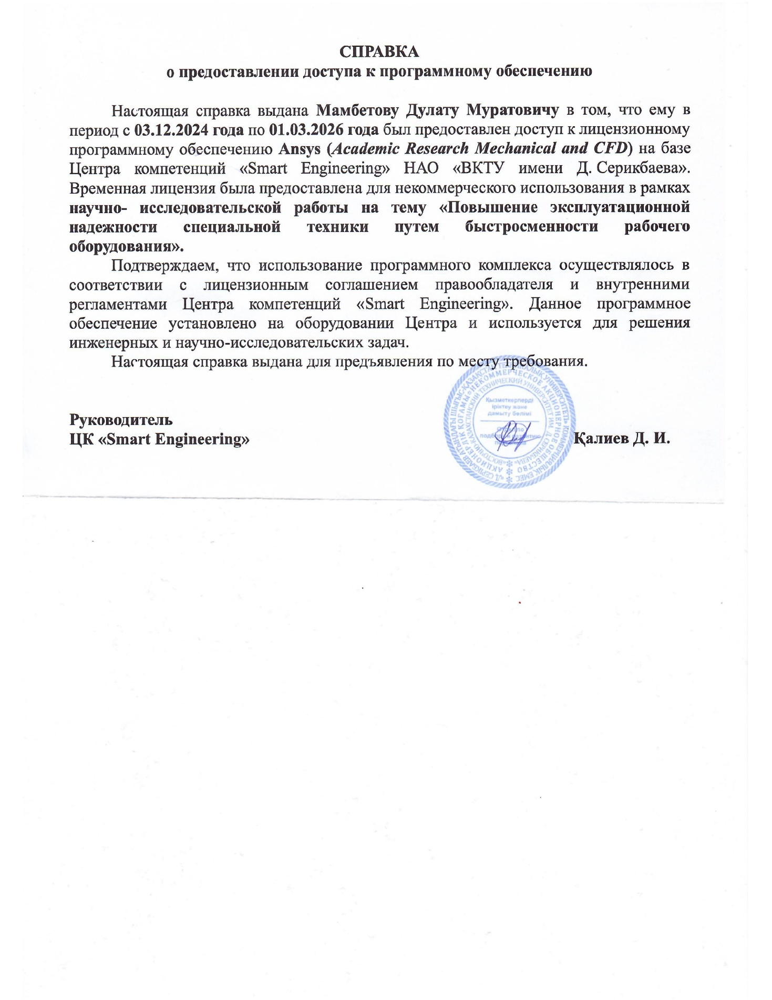 СПРАВКА
о предоставлении доступа к программному обеспечению
Настоящая справка выдана Мамбетову Дулату Муратовичу в том, что ему в
период с 03.12.2024 года по 01.03.2026 года был предоставлен доступ к лицензионному
программному обеспечению Ansys (Academic Research Mechanical and CFD) на базе
Центра компетенций «Smart Engineering» НАО «ВКТУ имени Д. Серикбаева».
Временная лицензия была предоставлена для некоммерческого использования в рамках
научно- исследовательской работы на тему «Повышение эксплуатационной
надежности специальной техники путем быстросменности рабочего
оборудования».
Подтверждаем, что использование программного комплекса осуществлялось в
соответствии с лицензионным соглашением правообладателя и внутренними
регламентами Центра компетенций «Smart Engineering». Данное программное
обеспечение установлено на оборудовании Центра и используется для решения
инженерных и научно-исследовательских задач.
Настоящая справка выдана для предъявления по месту требования.
Қызметкерлерді
іріктеу және
дамыту бөлімі
Руководитель
ЦК «Smart Engineering» Қалиев Д. И.